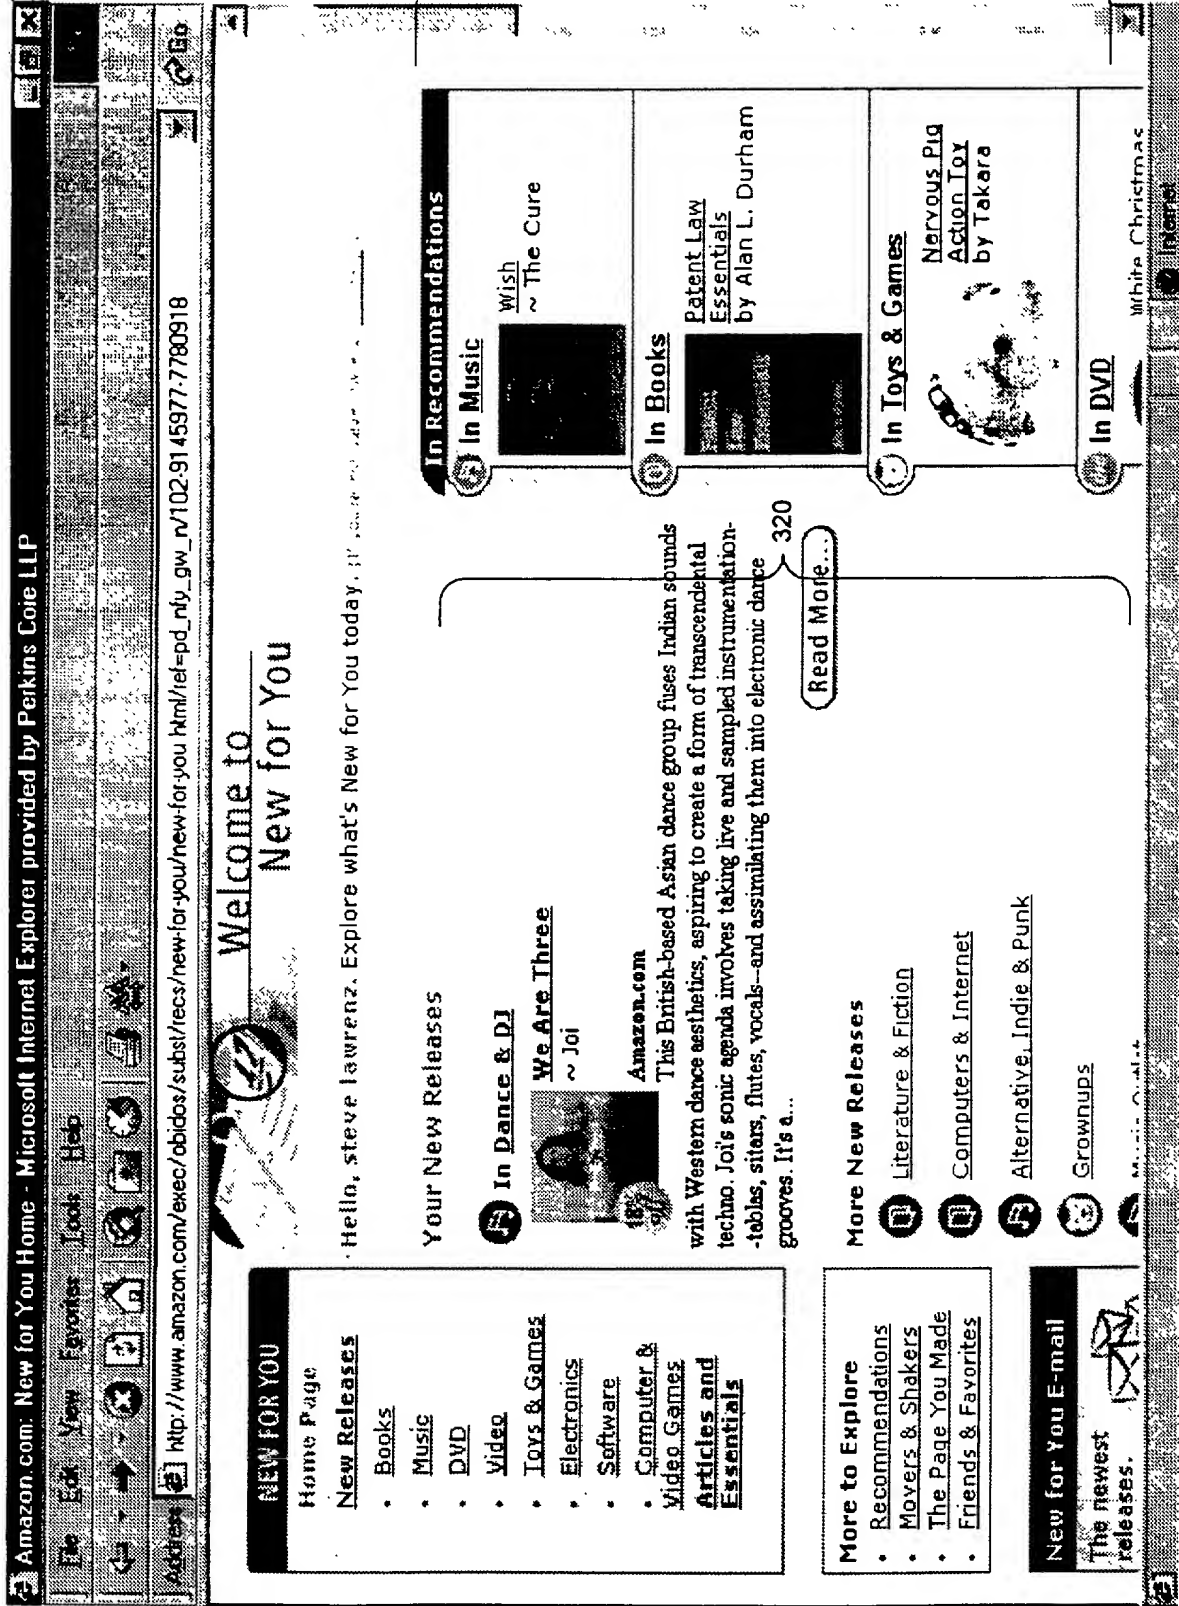 Amazon.com: New for You Home - Microsoft Internet Explorer provided by Perkins Coie LLP
File Edit View Favorites Tools Help
Address http://www.amazon.com/exec/obidos/subst/recs/new-for-you/new-for-you.html/ref=pd_nfy_gw_n/102-9145977-7780918 Go
Welcome to
New for You
NEW FOR YOU
Home Page
New Releases
• Books
• Music
• DVD
• Video
• Toys & Games
• Electronics
• Software
• Computer &
Video Games
Articles and
Essentials
More to Explore
• Recommendations
• Movers & Shakers
• The Page You Made
• Friends & Favorites
New for You E-mail
The newest
releases.
Hello, steve lawrenz. Explore what's New for You today.
Your New Releases
In Dance & DJ
We Are Three
~ Joi
18%
off
Amazon.com
This British-based Asian dance group fuses Indian sounds
with Western dance aesthetics, aspiring to create a form of transcendental
techno. Joi's sonic agenda involves taking live and sampled instrumentation-
-tablas, sitars, flutes, vocals--and assimilating them into electronic dance
grooves. It's a...
320
Read More...
More New Releases
Literature & Fiction
Computers & Internet
Alternative, Indie & Punk
Grownups
In Recommendations
In Music
Wish
~ The Cure
In Books
Patent Law
Essentials
by Alan L. Durham
In Toys & Games
Nervous Pig
Action Toy
by Takara
In DVD
White Christmas
Internet